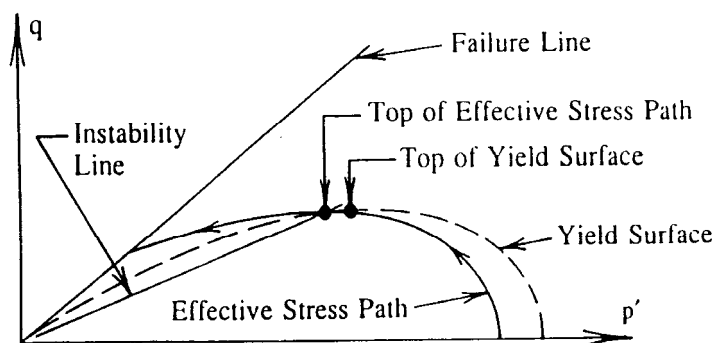 q
Failure Line
Top of Effective Stress Path
Instability
Line
Top of Yield Surface
Yield Surface
Effective Stress Path
p′